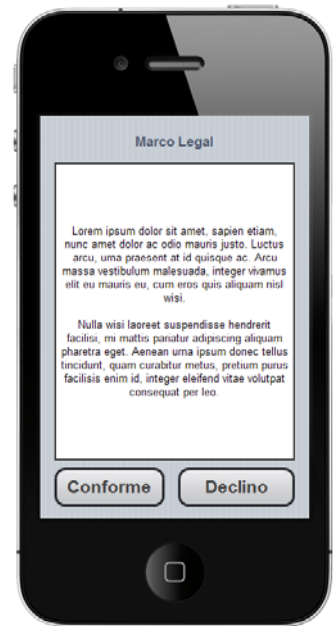 Marco Legal
Lorem ipsum dolor sit amet, sapien etiam,
nunc amet dolor ac odio mauris justo. Luctus
arcu, urna praesent at id quisque ac. Arcu
massa vestibulum malesuada, integer vivamus
elit eu mauris eu, cum eros quis aliquam nisl
wisi.
Nulla wisi laoreet suspendisse hendrerit
facilisi, mi mattis pariatur adipiscing aliquam
pharetra eget. Aenean urna ipsum donec tellus
tincidunt, quam curabitur metus, pretium purus
facilisis enim id, integer eleifend vitae volutpat
consequat per leo.
Conforme
Declino